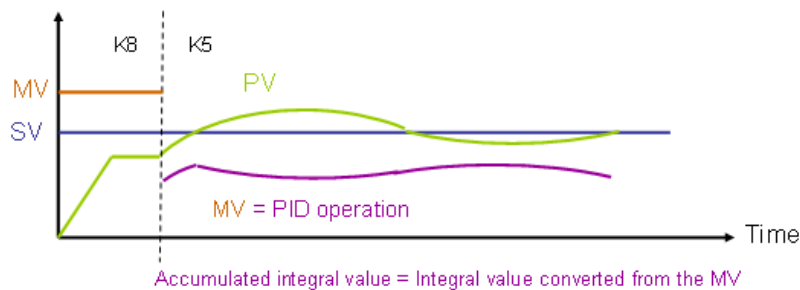 K8 K5
MV
PV
SV
MV = PID operation
Time
Accumulated integral value = Integral value converted from the MV